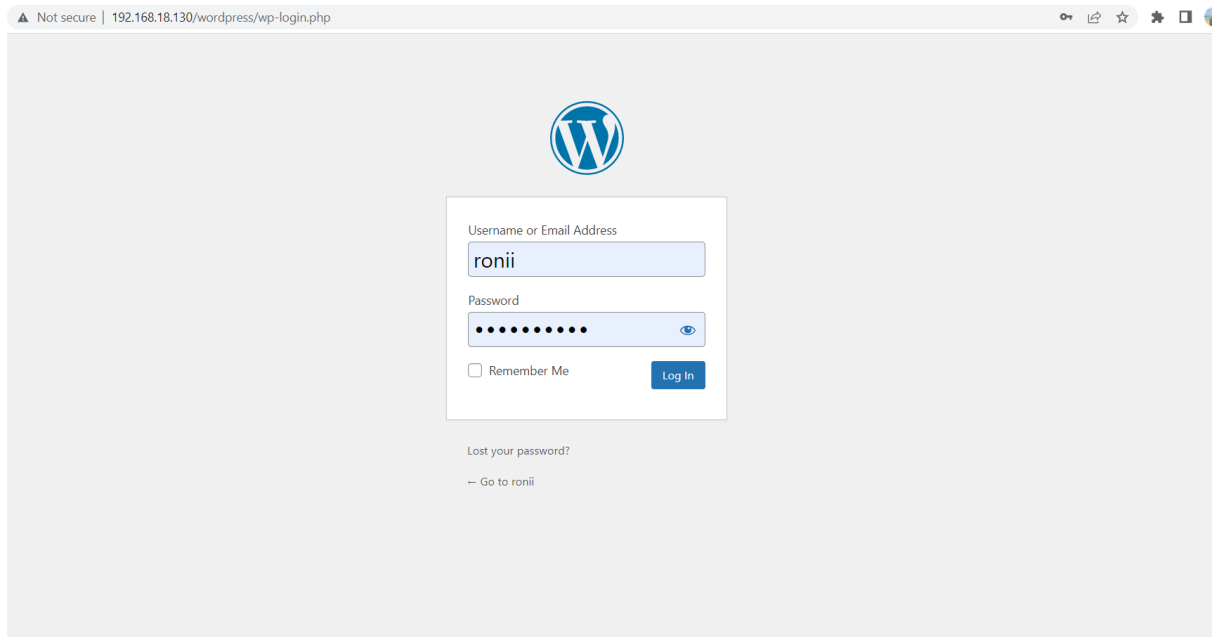 Not secure | 192.168.18.130/wordpress/wp-login.php
Username or Email Address
ronii
Password
••••••••••
Remember Me
Log In
Lost your password?
← Go to ronii